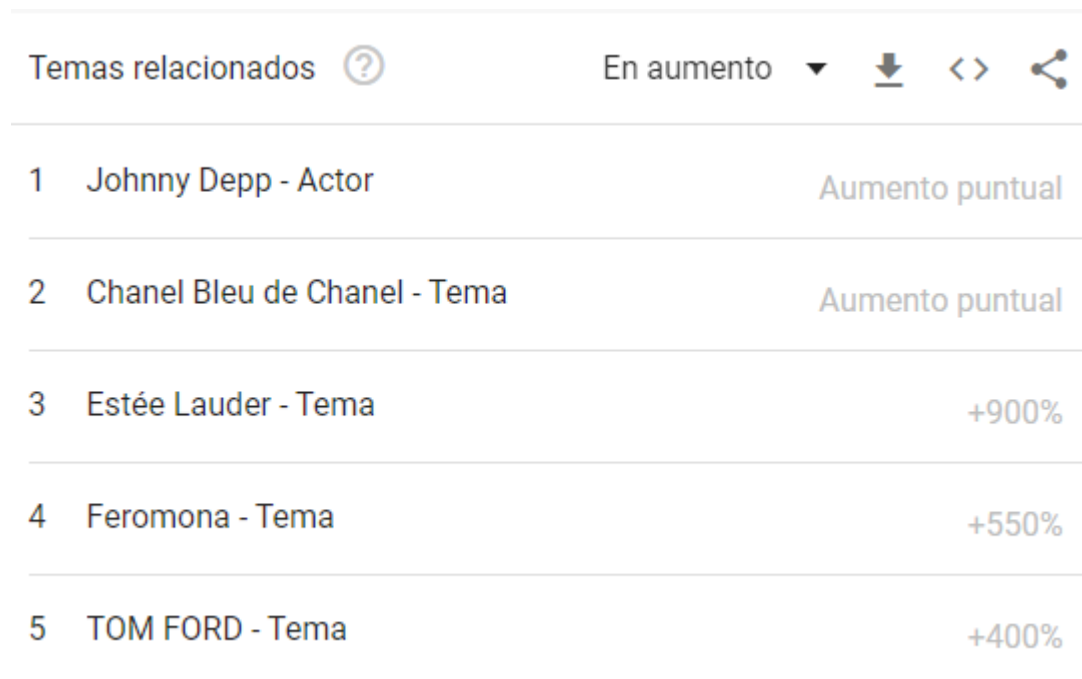 Temas relacionados ? En aumento
1 Johnny Depp - Actor Aumento puntual
2 Chanel Bleu de Chanel - Tema Aumento puntual
3 Estée Lauder - Tema +900%
4 Feromona - Tema +550%
5 TOM FORD - Tema +400%